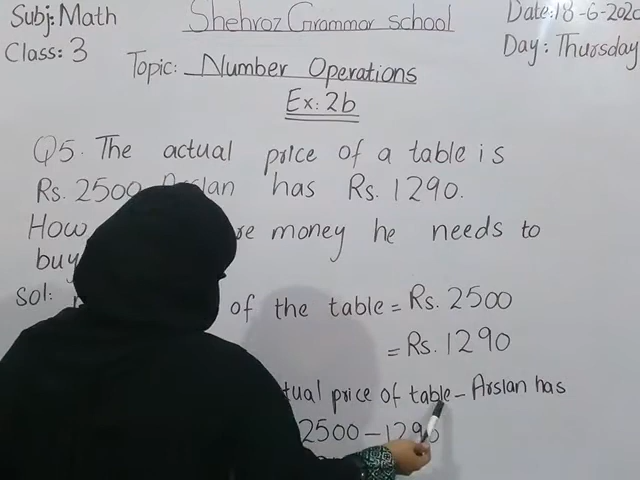 Subj: Math
Shehroz Grammar school
Date: 18-6-2020
Class: 3
Day: Thursday
Topic: Number Operations
Ex: 2b
Q5. The actual price of a table is
Rs. 2500 Arslan has Rs. 1290.
How re money he needs to
buy
Sol: of the table = Rs. 2500
= Rs. 1290
tual price of table - Arslan has
2500 - 1290